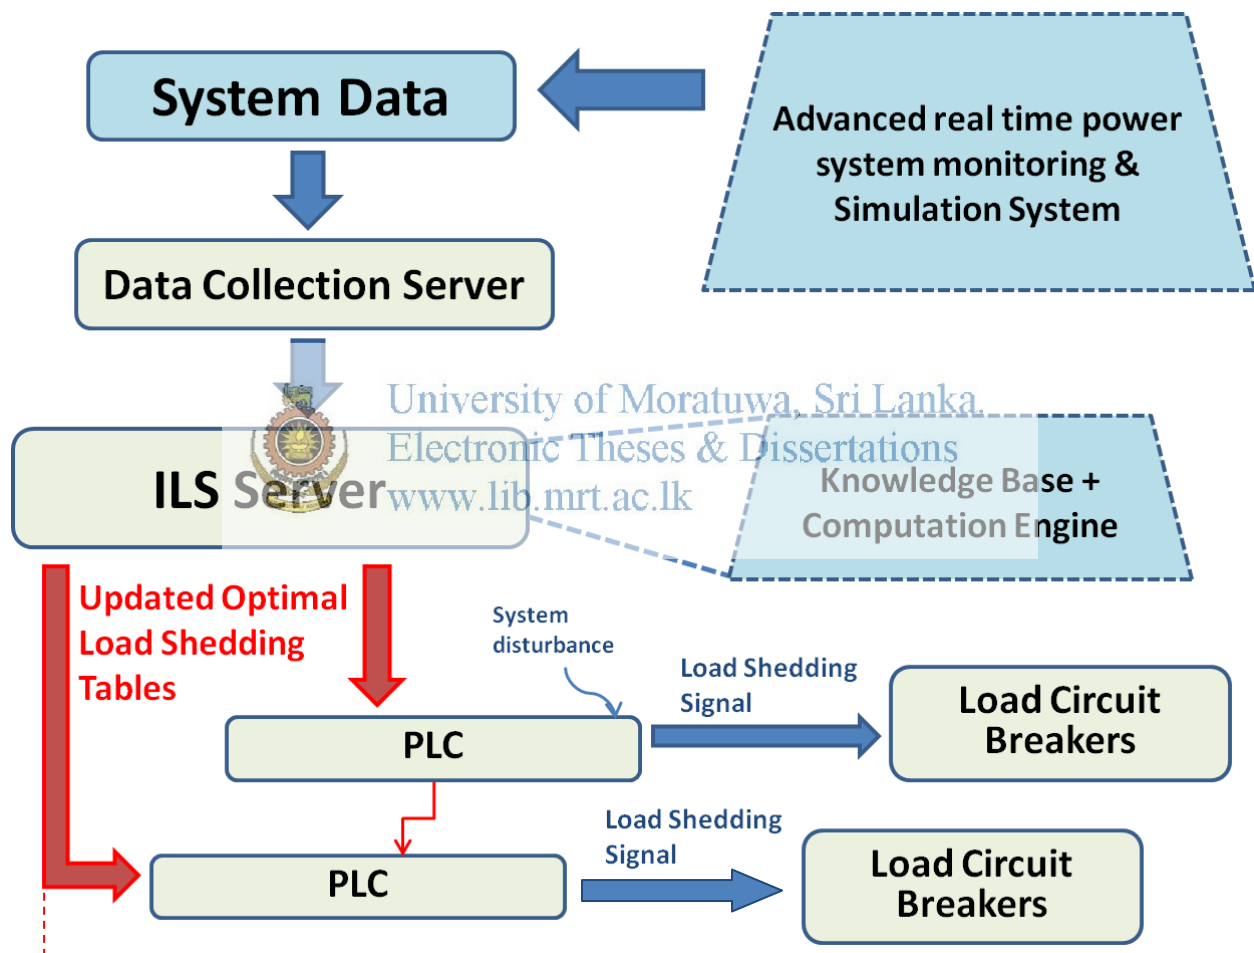 System Data
Advanced real time power
system monitoring &
Simulation System
Data Collection Server
University of Moratuwa, Sri Lanka.
Electronic Theses & Dissertations
www.lib.mrt.ac.lk
ILS Server
Knowledge Base +
Computation Engine
Updated Optimal
Load Shedding
Tables
System
disturbance
Load Shedding
Signal
Load Circuit
Breakers
PLC
Load Shedding
Signal
Load Circuit
Breakers
PLC